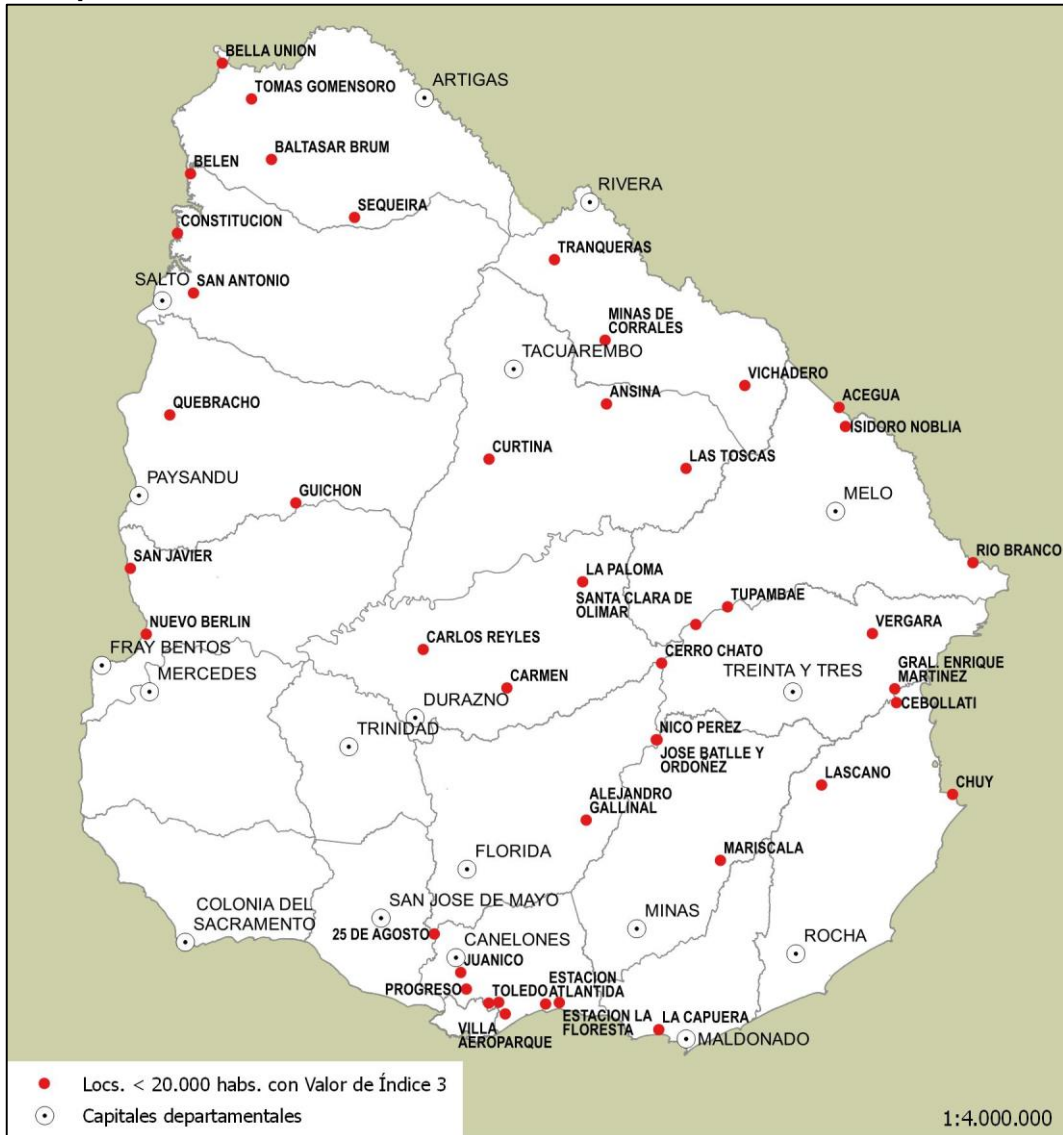 BELLA UNION
TOMAS GOMENSORO
ARTIGAS
BALTASAR BRUM
BELEN
RIVERA
SEQUEIRA
CONSTITUCION
TRANQUERAS
SALTO
SAN ANTONIO
MINAS DE
CORRALES
TACUAREMBO
VICHADERO
ANSINA
ACEGUA
QUEBRACHO
ISIDORO NOBLIA
CURTINA
LAS TOSCAS
PAYSANDU
GUICHON
MELO
SAN JAVIER
RIO BRANCO
LA PALOMA
SANTA CLARA DE
OLIMAR
TUPAMBAE
NUEVO BERLIN
CARLOS REYLES
VERGARA
FRAY BENTOS
CERRO CHATO
MERCEDES
CARMEN
TREINTA Y TRES
GRAL. ENRIQUE
MARTINEZ
CEBOLLATI
DURAZNO
TRINIDAD
NICO PEREZ
JOSE BATLLE Y
ORDOÑEZ
LASCANO
CHUY
ALEJANDRO
GALLINAL
MARISCALA
FLORIDA
COLONIA DEL
SACRAMENTO
SAN JOSE DE MAYO
MINAS
25 DE AGOSTO
CANELONES
ROCHA
JUANICO
PROGRESO
TOLEDO
ESTACION
ATLANTIDA
VILLA
AEROPARQUE
ESTACION LA
FLORESTA
LA CAPUERA
MALDONADO
Locs. < 20.000 habs. con Valor de Índice 3
Capitales departamentales
1:4.000.000